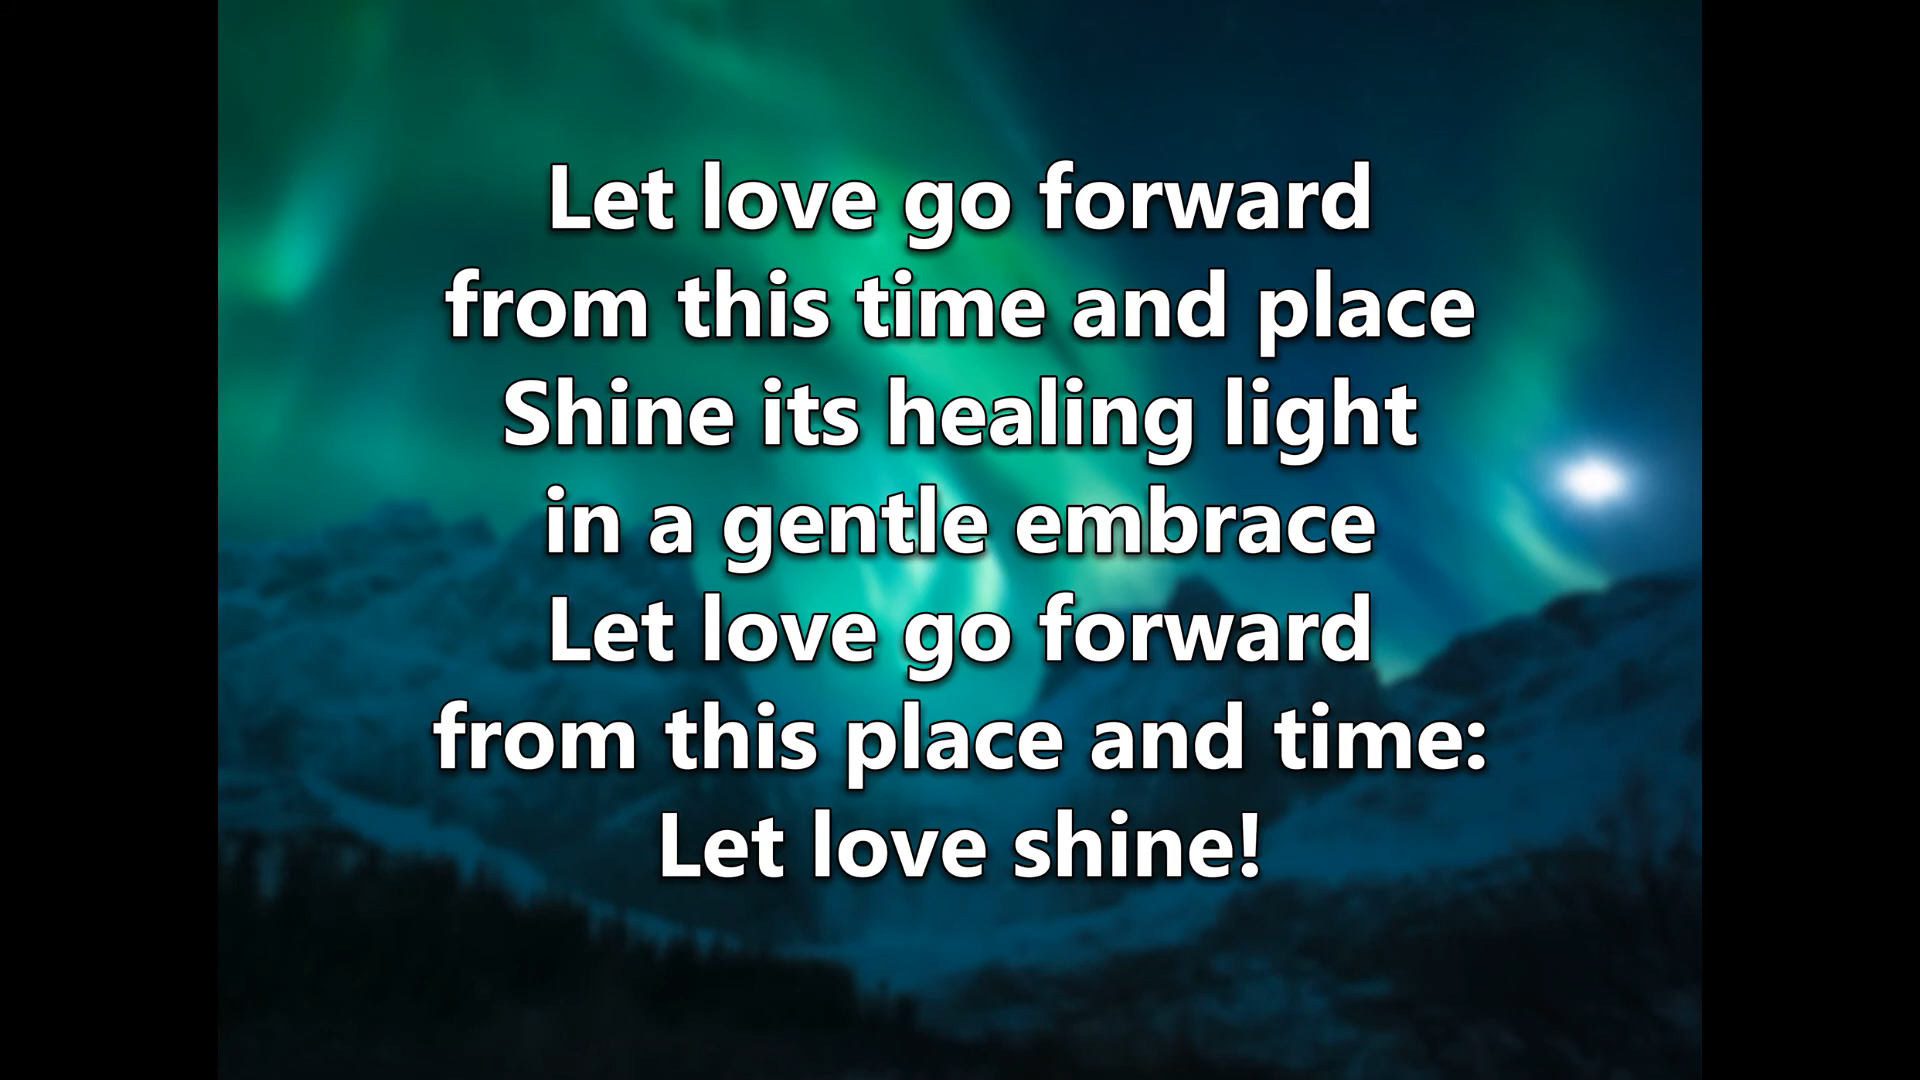 Let love go forward
from this time and place
Shine its healing light
in a gentle embrace
Let love go forward
from this place and time:
Let love shine!